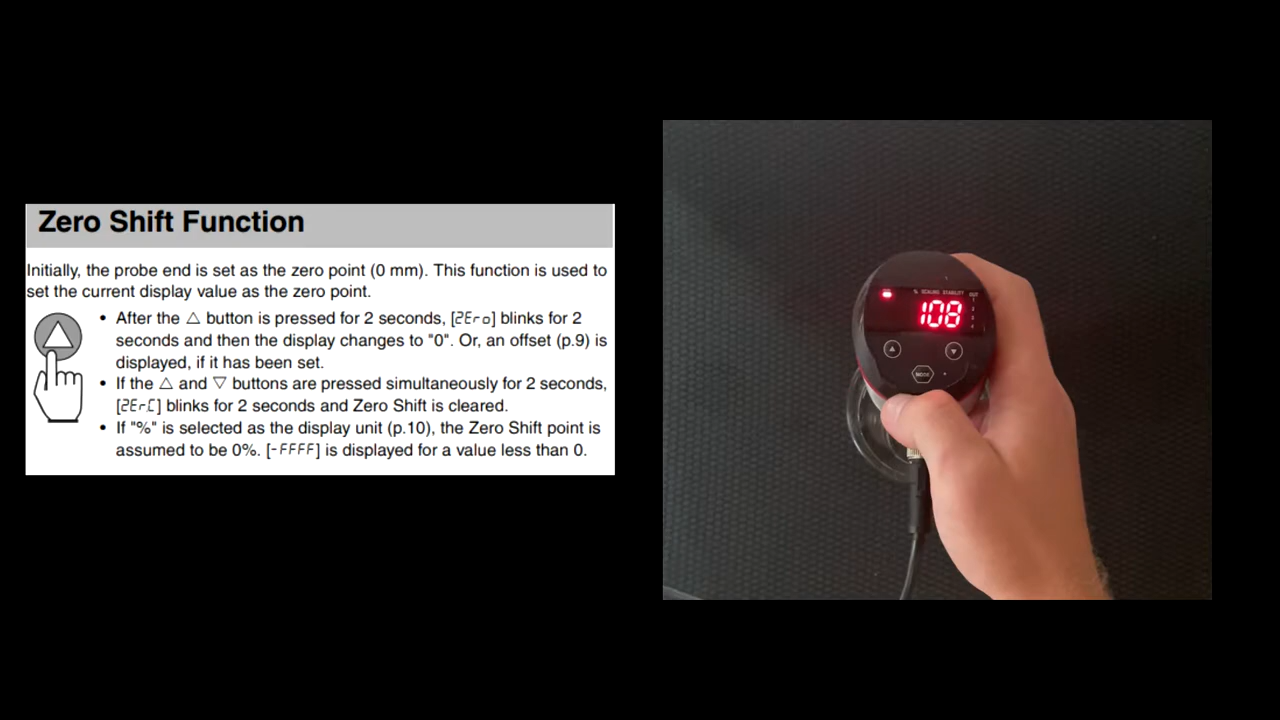 Zero Shift Function
Initially, the probe end is set as the zero point (0 mm). This function is used to
set the current display value as the zero point.
• After the △ button is pressed for 2 seconds, [2Ero] blinks for 2
seconds and then the display changes to "0". Or, an offset (p.9) is
displayed, if it has been set.
• If the △ and ▽ buttons are pressed simultaneously for 2 seconds,
[2ErC] blinks for 2 seconds and Zero Shift is cleared.
• If "%" is selected as the display unit (p.10), the Zero Shift point is
assumed to be 0%. [-FFFF] is displayed for a value less than 0.
% SCALING STABILITY OUT
108
MODE